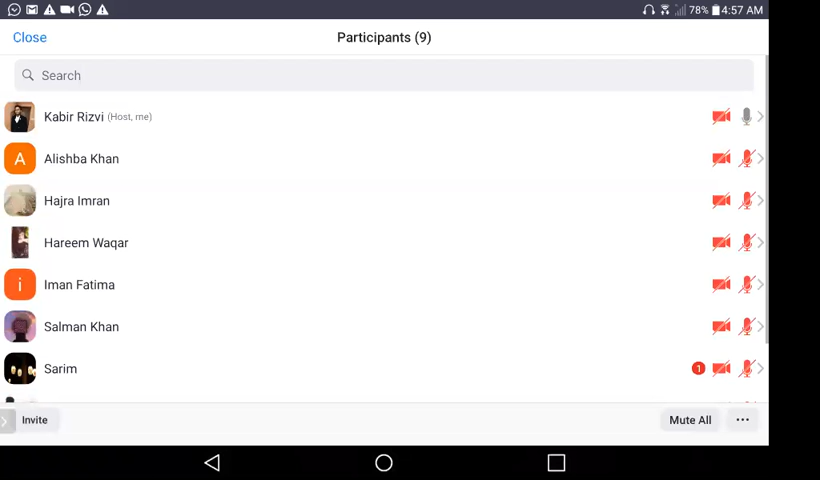 78% 4:57 AM
Close
Participants (9)
Search
Kabir Rizvi (Host, me)
A Alishba Khan
Hajra Imran
Hareem Waqar
i Iman Fatima
Salman Khan
Sarim 1
Invite
Mute All ...